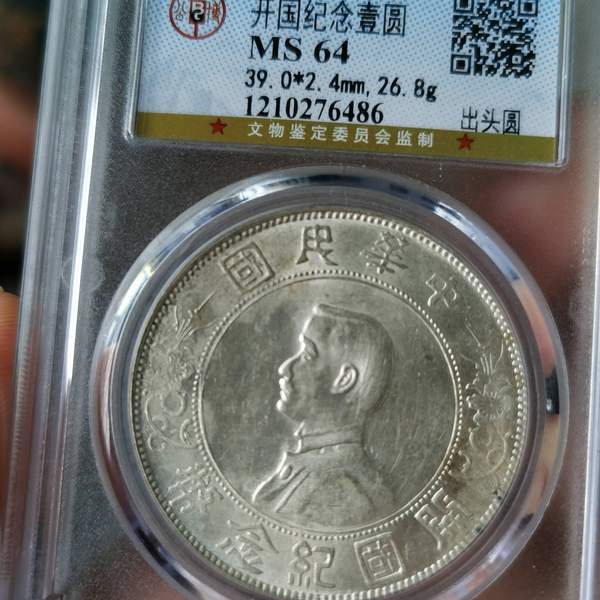 开国纪念壹圆
MS 64
39.0*2.4mm,26.8g
1210276486
出头圆
文物鉴定委员会监制
中華民國
開國紀念幣